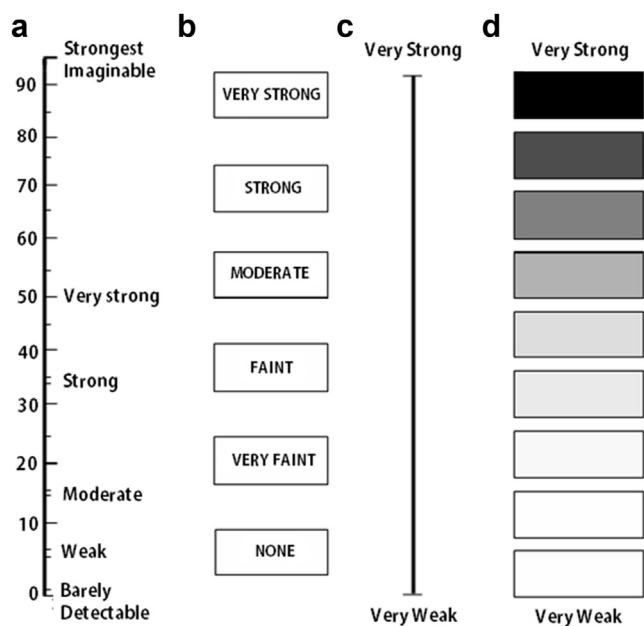 a
Strongest
Imaginable
90
80
70
60
Very strong
50
40
Strong
30
20
Moderate
10
Weak
0
Barely
Detectable
b
VERY STRONG
STRONG
MODERATE
FAINT
VERY FAINT
NONE
c
Very Strong
Very Weak
d
Very Strong
Very Weak